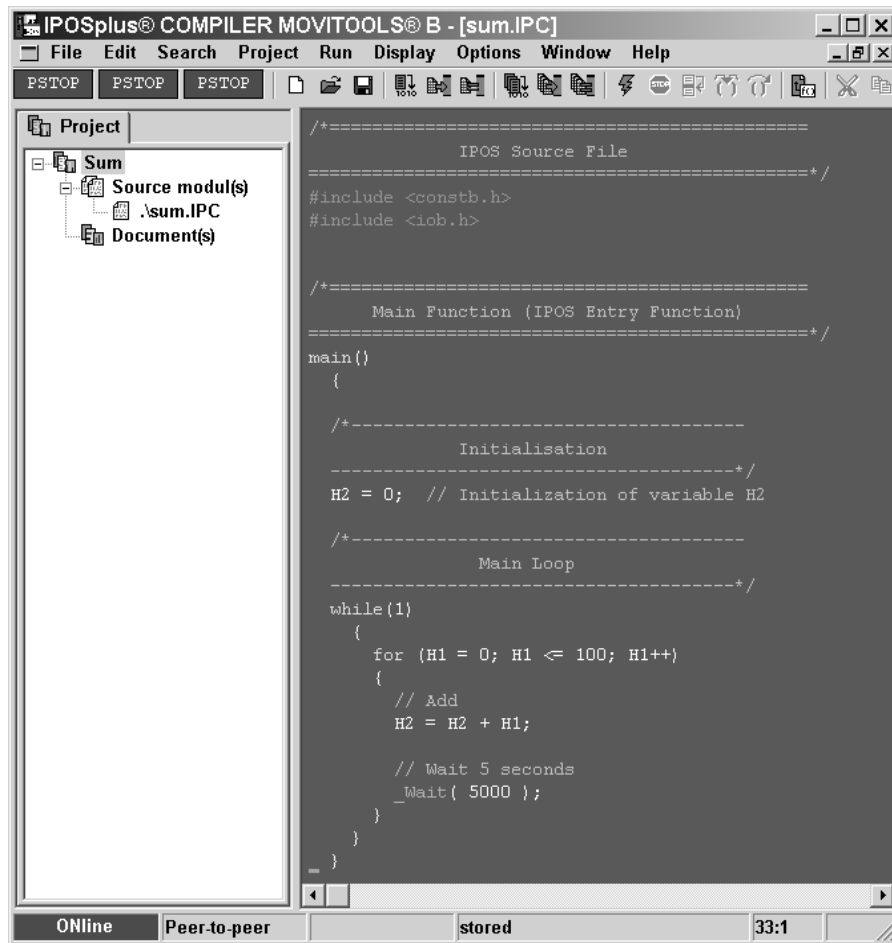 IPOSplus® COMPILER MOVITOOLS® B - [sum.IPC]
File Edit Search Project Run Display Options Window Help
PSTOP PSTOP PSTOP
Project
Sum
Source modul(s)
.\sum.IPC
Document(s)
/*=============================================
IPOS Source File
===============================================*/
#include <constb.h>
#include <iob.h>
/*=============================================
Main Function (IPOS Entry Function)
===============================================*/
main()
{
/*-------------------------------------
Initialisation
--------------------------------------*/
H2 = 0; // Initialization of variable H2
/*-------------------------------------
Main Loop
--------------------------------------*/
while(1)
{
for (H1 = 0; H1 <= 100; H1++)
{
// Add
H2 = H2 + H1;
// Wait 5 seconds
_Wait( 5000 );
}
}
}
ONline Peer-to-peer stored 33:1